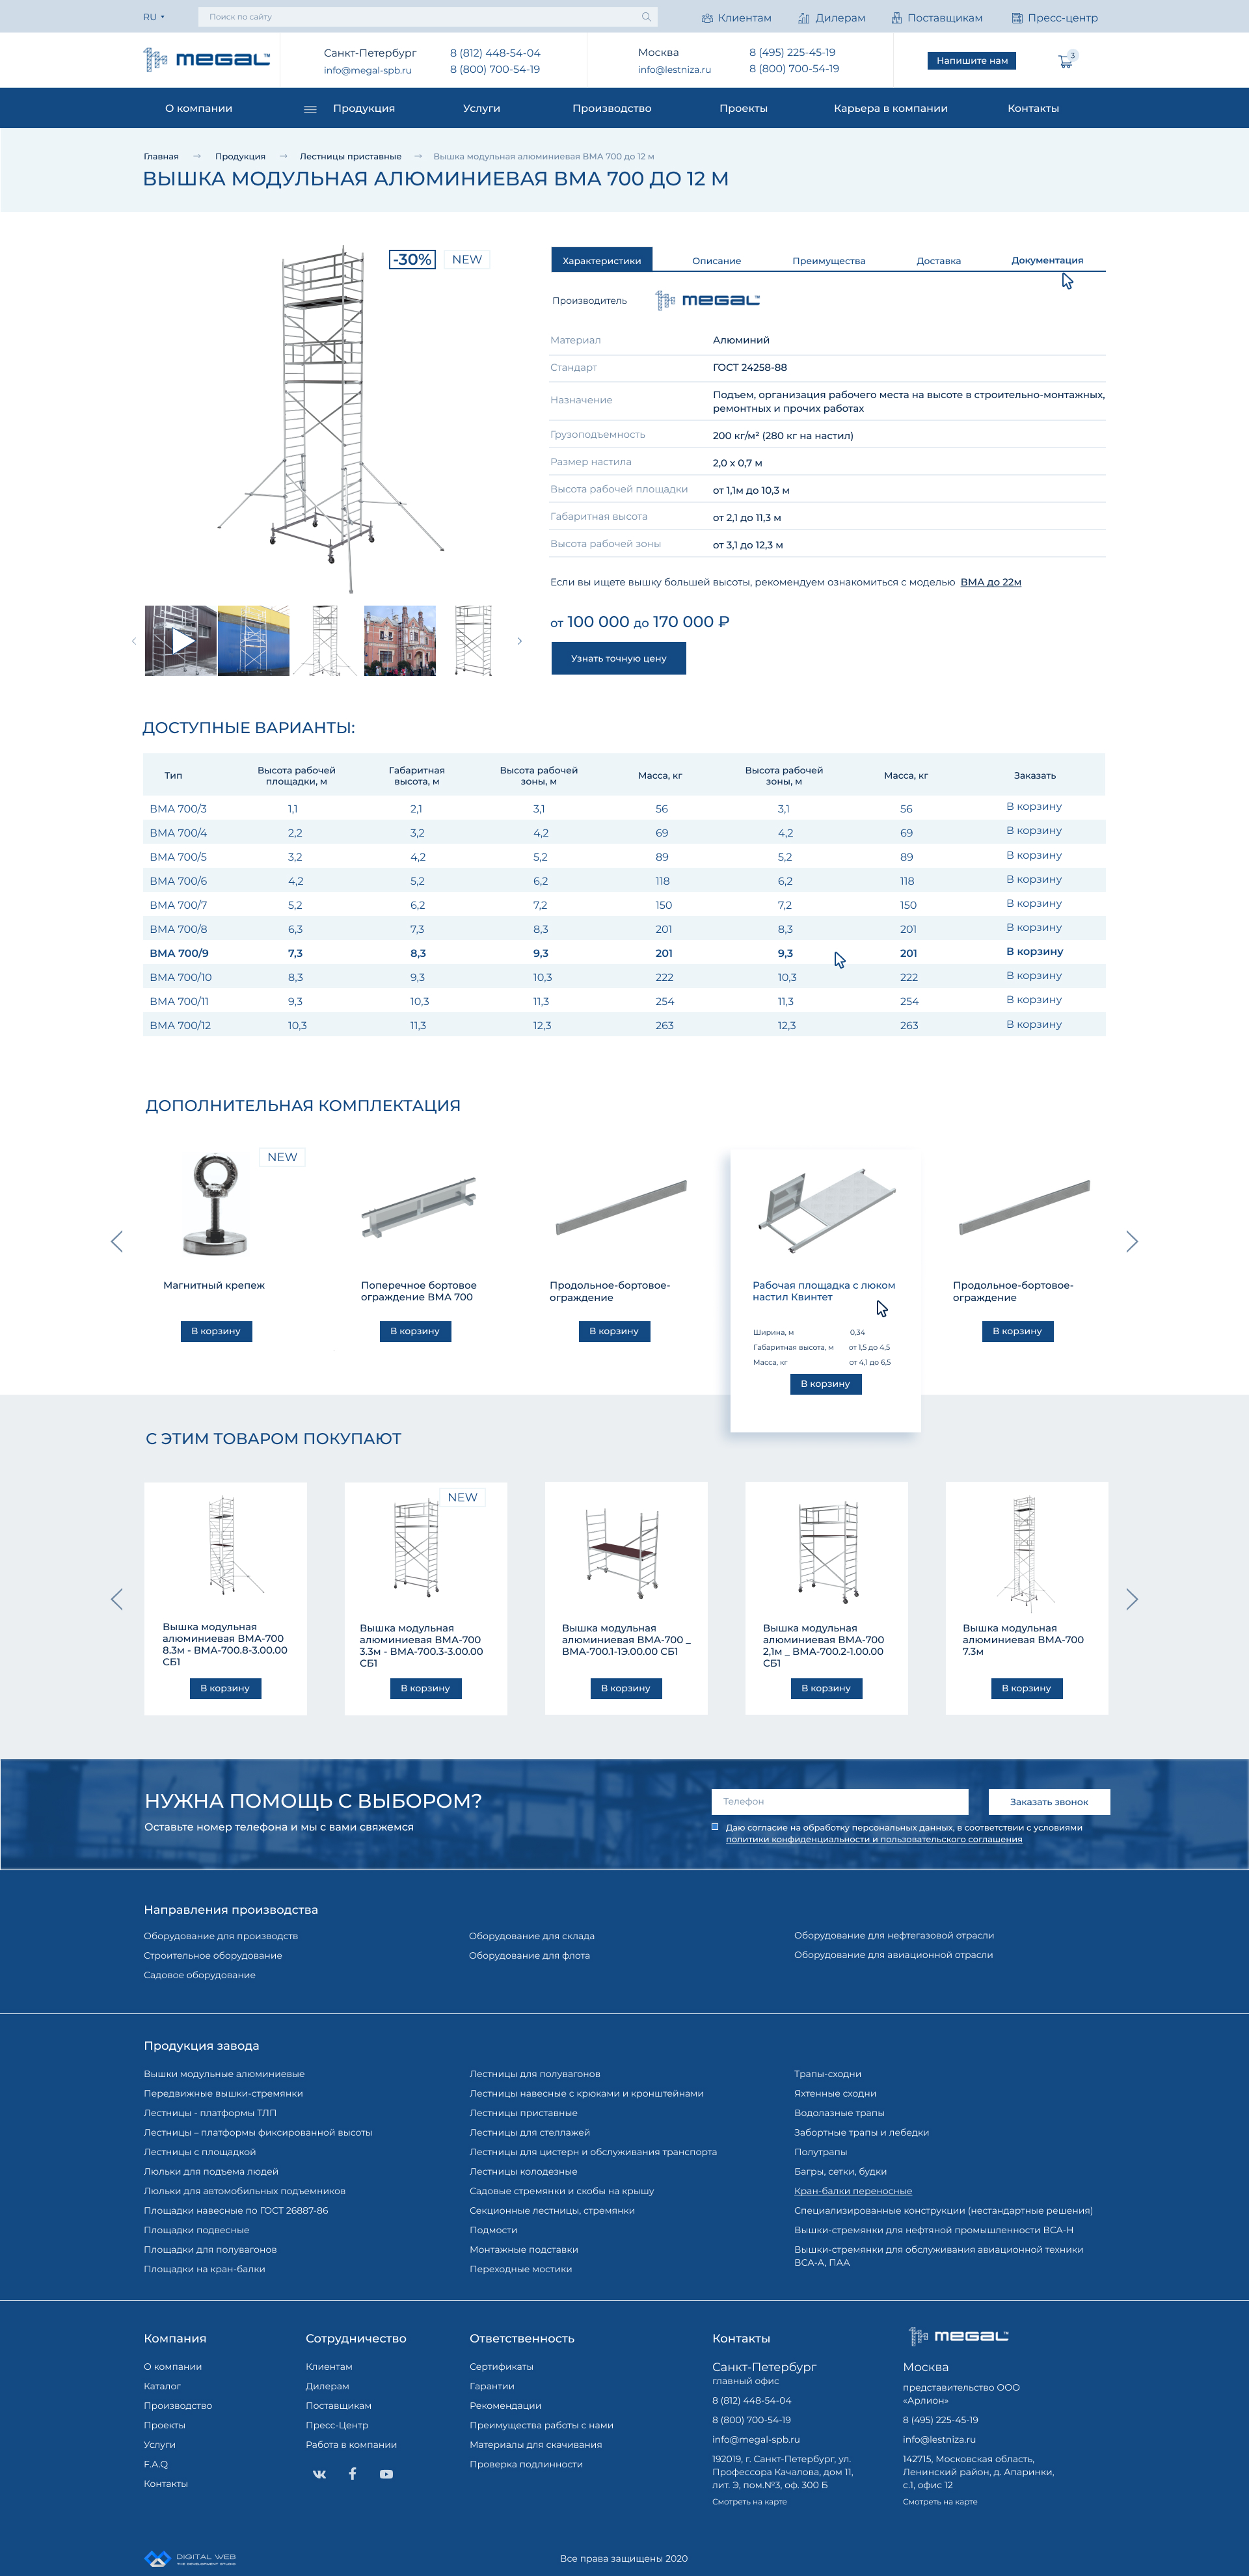 RU
Поиск по сайту
Клиентам
Дилерам
Поставщикам
Пресс-центр
MEGAL
Санкт-Петербург
info@megal-spb.ru
8 (812) 448-54-04
8 (800) 700-54-19
Москва
info@lestniza.ru
8 (495) 225-45-19
8 (800) 700-54-19
Напишите нам
3
О компании
Продукция
Услуги
Производство
Проекты
Карьера в компании
Контакты
Главная → Продукция → Лестницы приставные → Вышка модульная алюминиевая ВМА 700 до 12 м
ВЫШКА МОДУЛЬНАЯ АЛЮМИНИЕВАЯ ВМА 700 ДО 12 М
-30%
NEW
Характеристики
Описание
Преимущества
Доставка
Документация
Производитель MEGAL
Материал Алюминий
Стандарт ГОСТ 24258-88
Назначение Подъем, организация рабочего места на высоте в строительно-монтажных,
ремонтных и прочих работах
Грузоподъемность 200 кг/м² (280 кг на настил)
Размер настила 2,0 х 0,7 м
Высота рабочей площадки от 1,1м до 10,3 м
Габаритная высота от 2,1 до 11,3 м
Высота рабочей зоны от 3,1 до 12,3 м
Если вы ищете вышку большей высоты, рекомендуем ознакомиться с моделью ВМА до 22м
от 100 000 до 170 000 ₽
Узнать точную цену
ДОСТУПНЫЕ ВАРИАНТЫ:
Тип
Высота рабочей
площадки, м
Габаритная
высота, м
Высота рабочей
зоны, м
Масса, кг
Высота рабочей
зоны, м
Масса, кг
Заказать
ВМА 700/3 1,1 2,1 3,1 56 3,1 56 В корзину
ВМА 700/4 2,2 3,2 4,2 69 4,2 69 В корзину
ВМА 700/5 3,2 4,2 5,2 89 5,2 89 В корзину
ВМА 700/6 4,2 5,2 6,2 118 6,2 118 В корзину
ВМА 700/7 5,2 6,2 7,2 150 7,2 150 В корзину
ВМА 700/8 6,3 7,3 8,3 201 8,3 201 В корзину
ВМА 700/9 7,3 8,3 9,3 201 9,3 201 В корзину
ВМА 700/10 8,3 9,3 10,3 222 10,3 222 В корзину
ВМА 700/11 9,3 10,3 11,3 254 11,3 254 В корзину
ВМА 700/12 10,3 11,3 12,3 263 12,3 263 В корзину
ДОПОЛНИТЕЛЬНАЯ КОМПЛЕКТАЦИЯ
NEW
Магнитный крепеж
В корзину
Поперечное бортовое
ограждение ВМА 700
В корзину
Продольное-бортовое-
ограждение
В корзину
Рабочая площадка с люком
настил Квинтет
Ширина, м 0,34
Габаритная высота, м от 1,5 до 4,5
Масса, кг от 4,1 до 6,5
В корзину
Продольное-бортовое-
ограждение
В корзину
С ЭТИМ ТОВАРОМ ПОКУПАЮТ
Вышка модульная
алюминиевая ВМА-700
8.3м - ВМА-700.8-3.00.00
СБ1
В корзину
NEW
Вышка модульная
алюминиевая ВМА-700
3.3м - ВМА-700.3-3.00.00
СБ1
В корзину
Вышка модульная
алюминиевая ВМА-700 _
ВМА-700.1-1Э.00.00 СБ1
В корзину
Вышка модульная
алюминиевая ВМА-700
2,1м _ ВМА-700.2-1.00.00
СБ1
В корзину
Вышка модульная
алюминиевая ВМА-700
7.3м
В корзину
НУЖНА ПОМОЩЬ С ВЫБОРОМ?
Оставьте номер телефона и мы с вами свяжемся
Телефон
Заказать звонок
Даю согласие на обработку персональных данных, в соответствии с условиями
политики конфиденциальности и пользовательского соглашения
Направления производства
Оборудование для производств
Строительное оборудование
Садовое оборудование
Оборудование для склада
Оборудование для флота
Оборудование для нефтегазовой отрасли
Оборудование для авиационной отрасли
Продукция завода
Вышки модульные алюминиевые
Передвижные вышки-стремянки
Лестницы - платформы ТЛП
Лестницы – платформы фиксированной высоты
Лестницы с площадкой
Люльки для подъема людей
Люльки для автомобильных подъемников
Площадки навесные по ГОСТ 26887-86
Площадки подвесные
Площадки для полувагонов
Площадки на кран-балки
Лестницы для полувагонов
Лестницы навесные с крюками и кронштейнами
Лестницы приставные
Лестницы для стеллажей
Лестницы для цистерн и обслуживания транспорта
Лестницы колодезные
Садовые стремянки и скобы на крышу
Секционные лестницы, стремянки
Подмости
Монтажные подставки
Переходные мостики
Трапы-сходни
Яхтенные сходни
Водолазные трапы
Забортные трапы и лебедки
Полутрапы
Багры, сетки, будки
Кран-балки переносные
Специализированные конструкции (нестандартные решения)
Вышки-стремянки для нефтяной промышленности ВСА-Н
Вышки-стремянки для обслуживания авиационной техники
ВСА-А, ПАА
Компания
О компании
Каталог
Производство
Проекты
Услуги
F.A.Q
Контакты
Сотрудничество
Клиентам
Дилерам
Поставщикам
Пресс-Центр
Работа в компании
Ответственность
Сертификаты
Гарантии
Рекомендации
Преимущества работы с нами
Материалы для скачивания
Проверка подлинности
Контакты
Санкт-Петербург
главный офис
8 (812) 448-54-04
8 (800) 700-54-19
info@megal-spb.ru
192019, г. Санкт-Петербург, ул.
Профессора Качалова, дом 11,
лит. Э, пом.№3, оф. 300 Б
Смотреть на карте
MEGAL
Москва
представительство ООО
«Арлион»
8 (495) 225-45-19
info@lestniza.ru
142715, Московская область,
Ленинский район, д. Апаринки,
с.1, офис 12
Смотреть на карте
DIGITAL WEB
THE DEVELOPMENT STUDIO
Все права защищены 2020